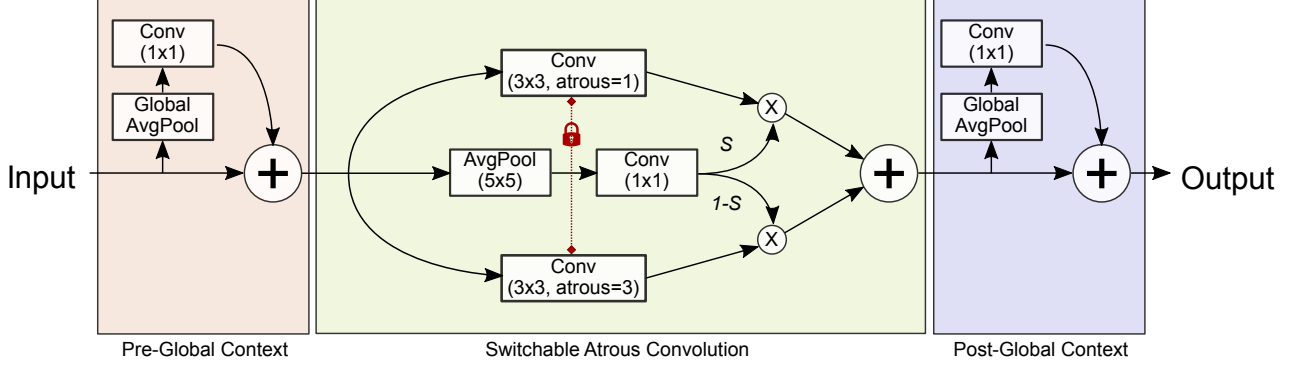 Input
Conv
(1x1)
Global
AvgPool
+
Pre-Global Context
Conv
(3x3, atrous=1)
AvgPool
(5x5)
Conv
(1x1)
S
1-S
X
X
Conv
(3x3, atrous=3)
+
Switchable Atrous Convolution
Conv
(1x1)
Global
AvgPool
+
Post-Global Context
Output